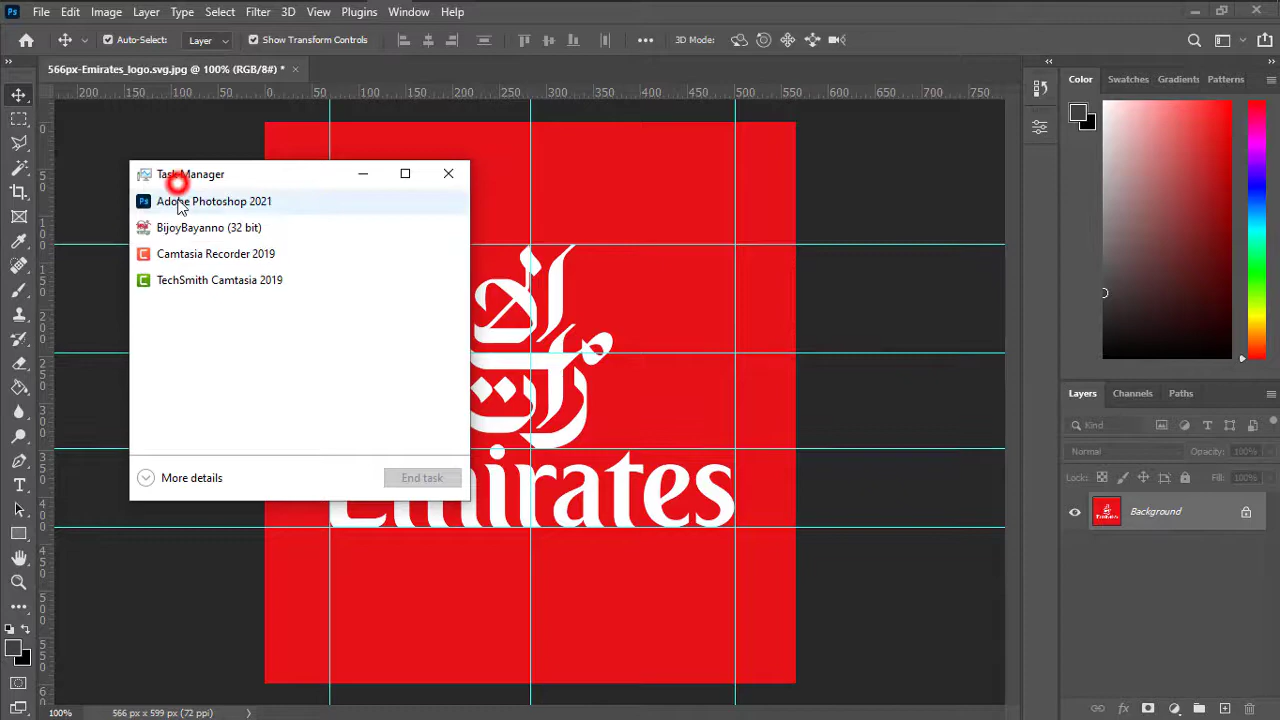 Ps File Edit Image Layer Type Select Filter 3D View Plugins Window Help
Auto-Select: Layer Show Transform Controls 3D Mode:
566px-Emirates_logo.svg.jpg @ 100% (RGB/8#) *
200 150 100 50 0 50 100 150 200 250 300 350 400 450 500 550 600 650 700 750
Task Manager
Ps Adobe Photoshop 2021
BijoyBayanno (32 bit)
Camtasia Recorder 2019
TechSmith Camtasia 2019
More details End task
Emirates
Color Swatches Gradients Patterns
Layers Channels Paths
Kind
Normal Opacity: 100%
Lock: Fill: 100%
Background
100% 566 px x 599 px (72 ppi)